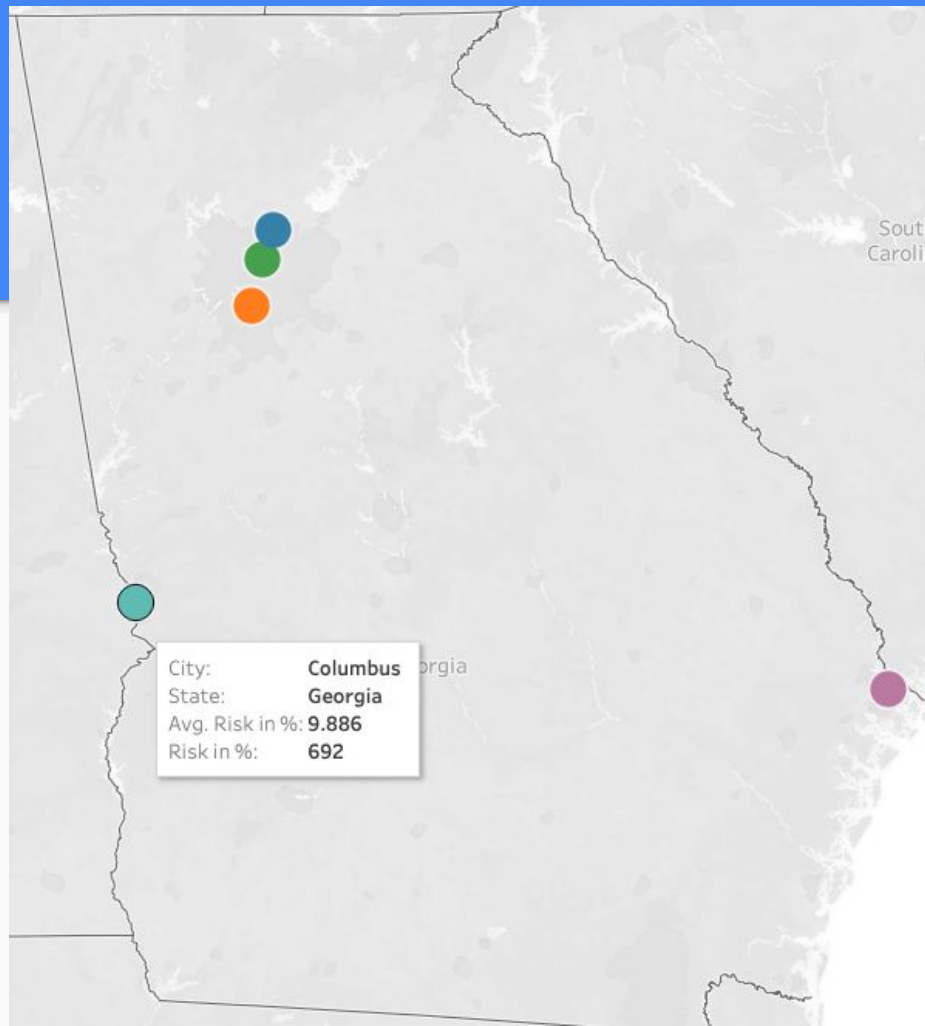 Sout
Caroli
orgia
City: Columbus
State: Georgia
Avg. Risk in %: 9.886
Risk in %: 692